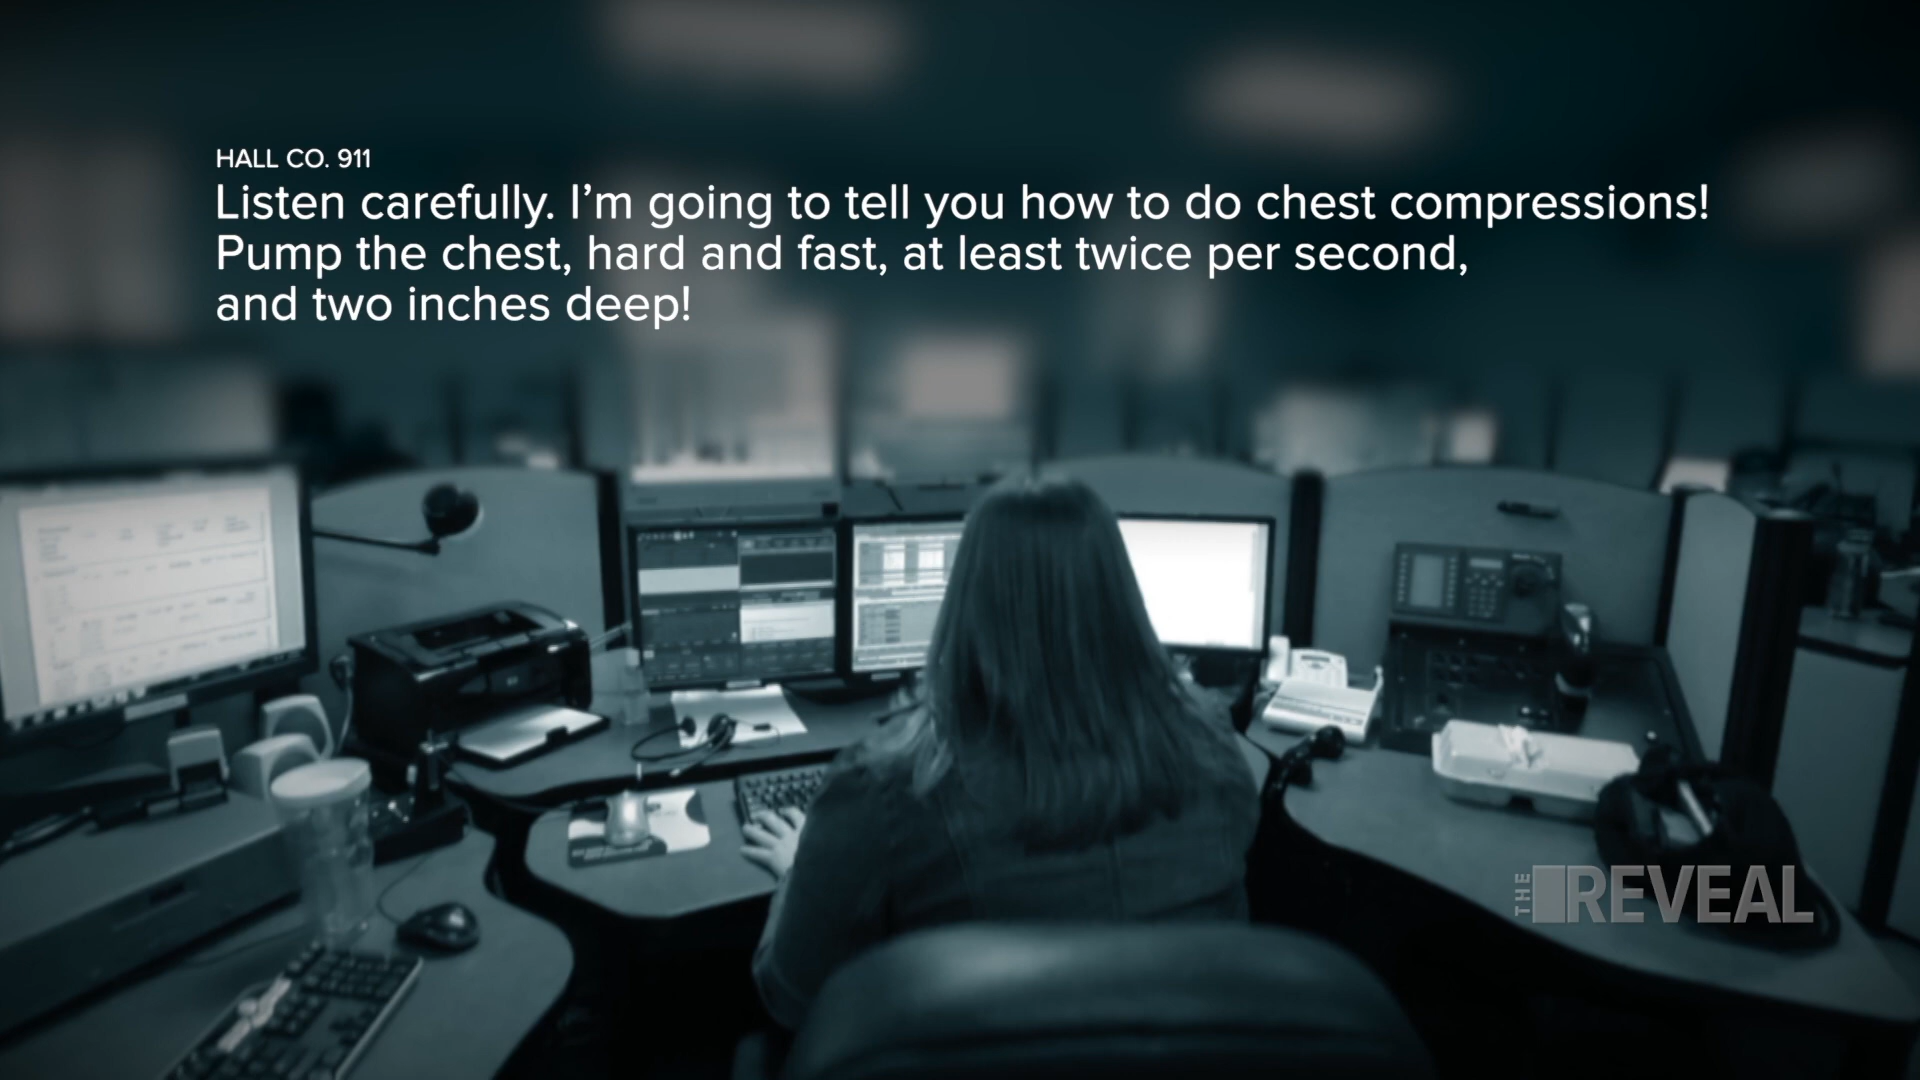 HALL CO. 911
Listen carefully. I'm going to tell you how to do chest compressions!
Pump the chest, hard and fast, at least twice per second,
and two inches deep!
THE REVEAL